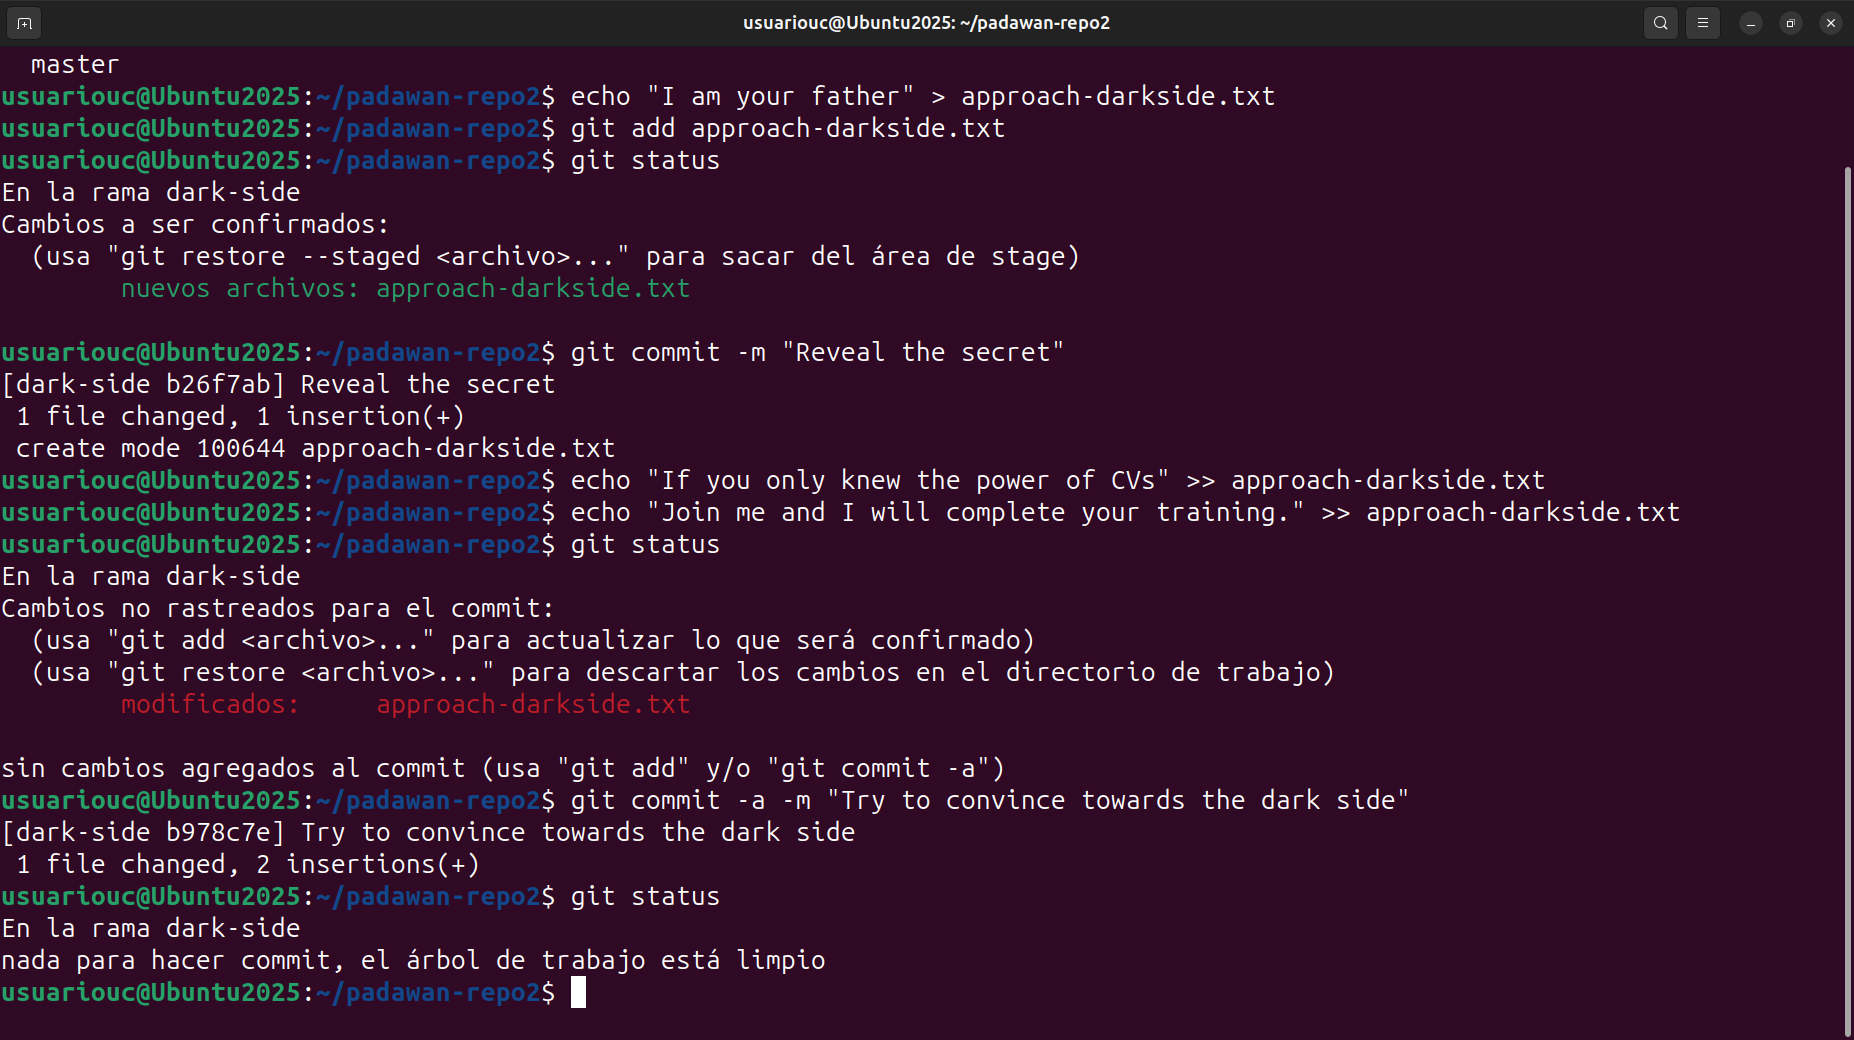 usuariouc@Ubuntu2025: ~/padawan-repo2
  master
usuariouc@Ubuntu2025:~/padawan-repo2$ echo "I am your father" > approach-darkside.txt
usuariouc@Ubuntu2025:~/padawan-repo2$ git add approach-darkside.txt
usuariouc@Ubuntu2025:~/padawan-repo2$ git status
En la rama dark-side
Cambios a ser confirmados:
  (usa "git restore --staged <archivo>..." para sacar del área de stage)
        nuevos archivos: approach-darkside.txt

usuariouc@Ubuntu2025:~/padawan-repo2$ git commit -m "Reveal the secret"
[dark-side b26f7ab] Reveal the secret
 1 file changed, 1 insertion(+)
 create mode 100644 approach-darkside.txt
usuariouc@Ubuntu2025:~/padawan-repo2$ echo "If you only knew the power of CVs" >> approach-darkside.txt
usuariouc@Ubuntu2025:~/padawan-repo2$ echo "Join me and I will complete your training." >> approach-darkside.txt
usuariouc@Ubuntu2025:~/padawan-repo2$ git status
En la rama dark-side
Cambios no rastreados para el commit:
  (usa "git add <archivo>..." para actualizar lo que será confirmado)
  (usa "git restore <archivo>..." para descartar los cambios en el directorio de trabajo)
        modificados:     approach-darkside.txt

sin cambios agregados al commit (usa "git add" y/o "git commit -a")
usuariouc@Ubuntu2025:~/padawan-repo2$ git commit -a -m "Try to convince towards the dark side"
[dark-side b978c7e] Try to convince towards the dark side
 1 file changed, 2 insertions(+)
usuariouc@Ubuntu2025:~/padawan-repo2$ git status
En la rama dark-side
nada para hacer commit, el árbol de trabajo está limpio
usuariouc@Ubuntu2025:~/padawan-repo2$